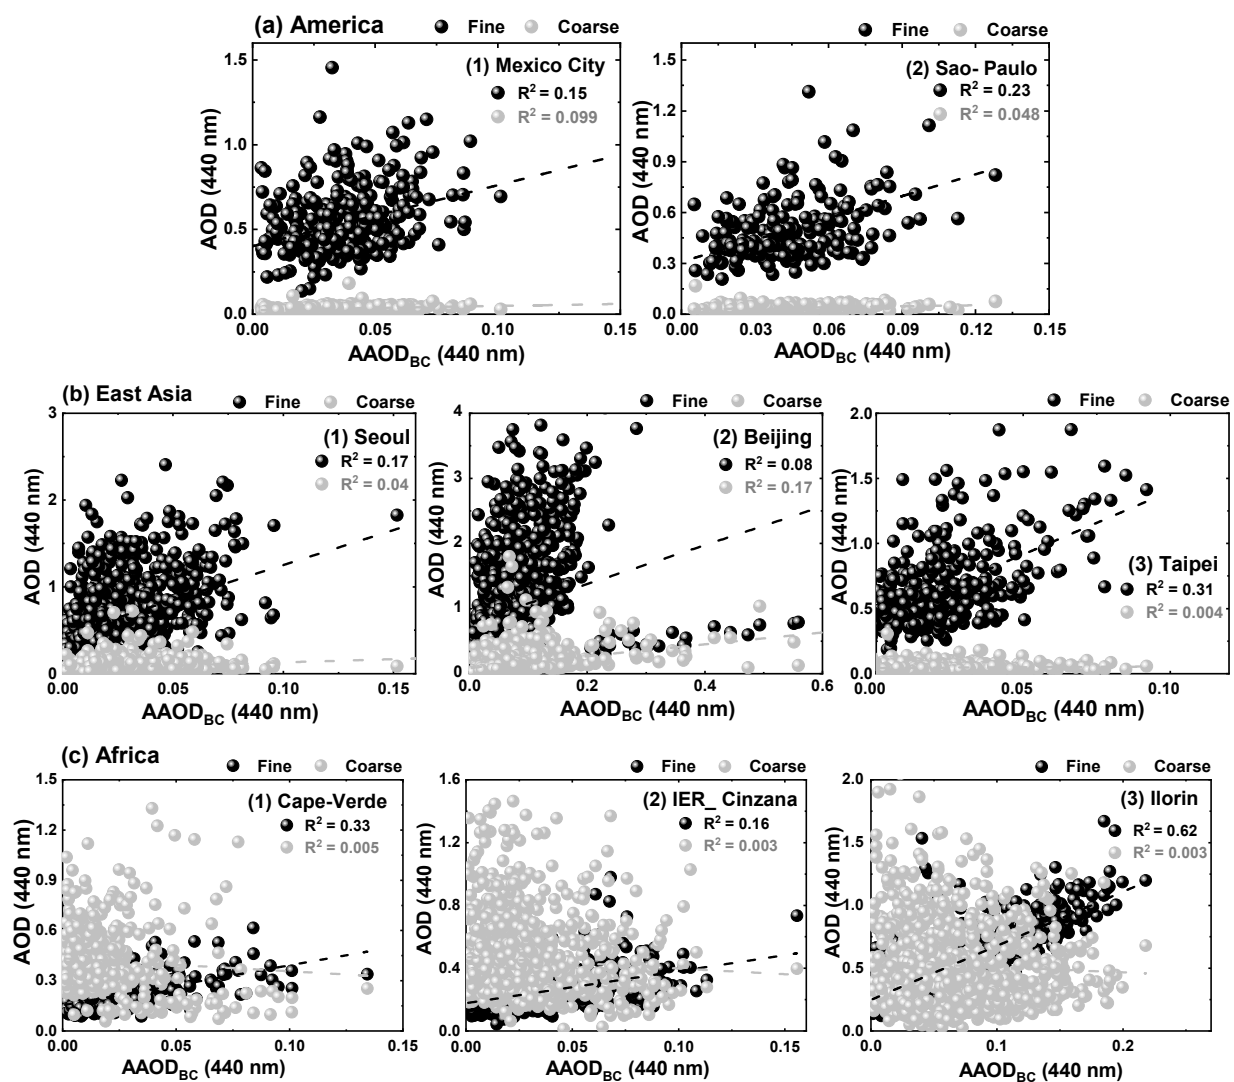 (a) America
Fine Coarse
(1) Mexico City
R² = 0.15
R² = 0.099
AOD (440 nm)
1.5
1.0
0.5
0.0
0.00 0.05 0.10 0.15
AAOD_BC (440 nm)
Fine Coarse
(2) Sao- Paulo
R² = 0.23
R² = 0.048
AOD (440 nm)
1.5
1.2
0.9
0.6
0.3
0.0
0.00 0.03 0.06 0.09 0.12 0.15
AAOD_BC (440 nm)
(b) East Asia
Fine Coarse
(1) Seoul
R² = 0.17
R² = 0.04
AOD (440 nm)
3
2
1
0
0.00 0.05 0.10 0.15
AAOD_BC (440 nm)
Fine Coarse
(2) Beijing
R² = 0.08
R² = 0.17
AOD (440 nm)
4
3
2
1
0
0.0 0.2 0.4 0.6
AAOD_BC (440 nm)
Fine Coarse
(3) Taipei
R² = 0.31
R² = 0.004
AOD (440 nm)
2.0
1.5
1.0
0.5
0.0
0.00 0.05 0.10
AAOD_BC (440 nm)
(c) Africa
Fine Coarse
(1) Cape-Verde
R² = 0.33
R² = 0.005
AOD (440 nm)
1.5
1.2
0.9
0.6
0.3
0.0
0.00 0.05 0.10 0.15
AAOD_BC (440 nm)
Fine Coarse
(2) IER_ Cinzana
R² = 0.16
R² = 0.003
AOD (440 nm)
1.6
1.2
0.8
0.4
0.0
0.00 0.05 0.10 0.15
AAOD_BC (440 nm)
Fine Coarse
(3) Ilorin
R² = 0.62
R² = 0.003
AOD (440 nm)
2.0
1.5
1.0
0.5
0.0
0.0 0.1 0.2
AAOD_BC (440 nm)